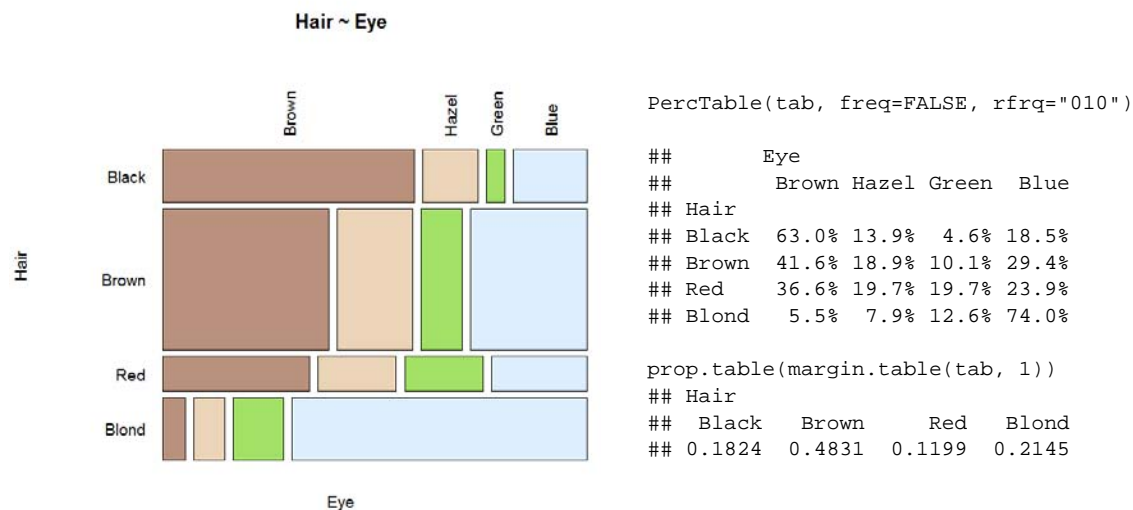 Hair ~ Eye
Brown
Hazel
Green
Blue
Black
Brown
Red
Blond
Hair
Eye
PercTable(tab, freq=FALSE, rfrq="010")
##        Eye
##         Brown Hazel Green  Blue
## Hair
## Black  63.0% 13.9%  4.6% 18.5%
## Brown  41.6% 18.9% 10.1% 29.4%
## Red    36.6% 19.7% 19.7% 23.9%
## Blond   5.5%  7.9% 12.6% 74.0%
prop.table(margin.table(tab, 1))
## Hair
##  Black   Brown     Red   Blond
## 0.1824  0.4831  0.1199  0.2145